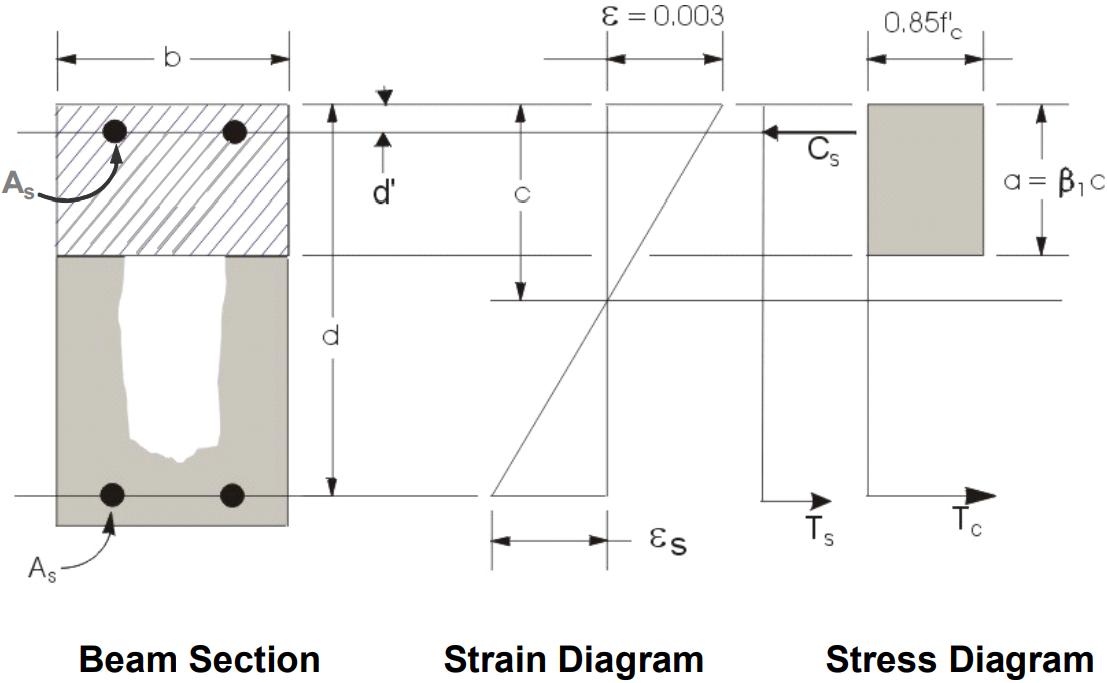 ε = 0.003
0.85f'c
b
As
d'
c
Cs
a = β1c
d
Ts
Tc
εs
As
Beam Section
Strain Diagram
Stress Diagram